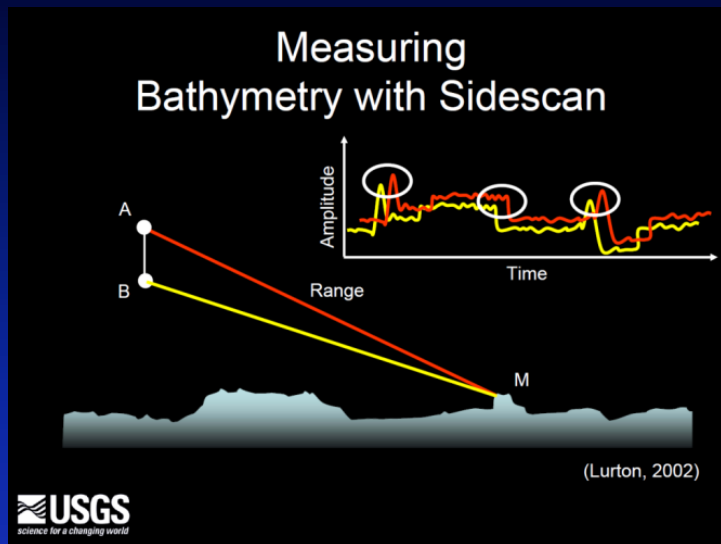 Measuring
Bathymetry with Sidescan
Amplitude
Time
A
B
Range
M
(Lurton, 2002)
USGS
science for a changing world